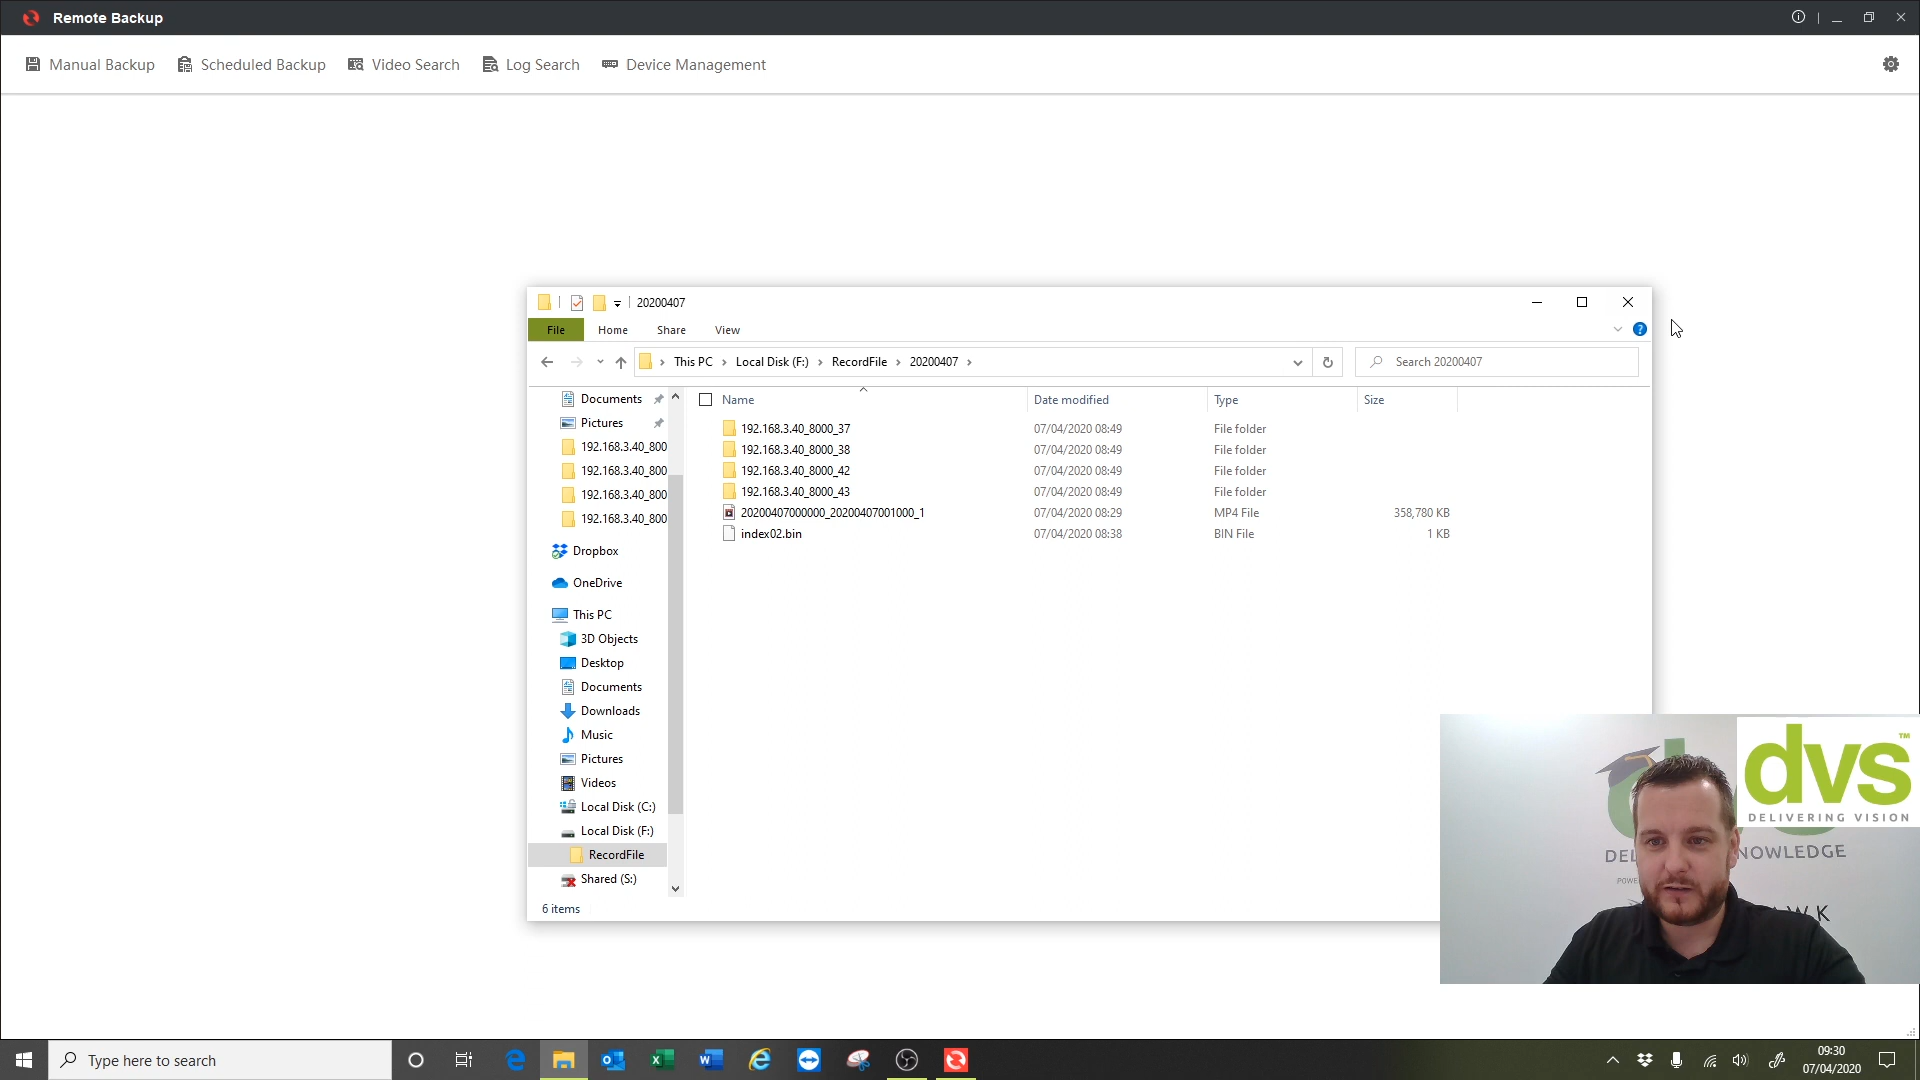 Remote Backup
Manual Backup
Scheduled Backup
Video Search
Log Search
Device Management
20200407
File
Home
Share
View
This PC
Local Disk (F:)
RecordFile
20200407
Search 20200407
Name
Date modified
Type
Size
192.168.3.40_8000_37
07/04/2020 08:49
File folder
192.168.3.40_8000_38
07/04/2020 08:49
File folder
192.168.3.40_8000_42
07/04/2020 08:49
File folder
192.168.3.40_8000_43
07/04/2020 08:49
File folder
20200407000000_20200407001000_1
07/04/2020 08:29
MP4 File
358,780 KB
index02.bin
07/04/2020 08:38
BIN File
1 KB
Documents
Pictures
192.168.3.40_800
192.168.3.40_800
192.168.3.40_800
192.168.3.40_800
Dropbox
OneDrive
This PC
3D Objects
Desktop
Documents
Downloads
Music
Pictures
Videos
Local Disk (C:)
Local Disk (F:)
RecordFile
Shared (S:)
6 items
dvs™
DELIVERING VISION
Type here to search
09:30
07/04/2020